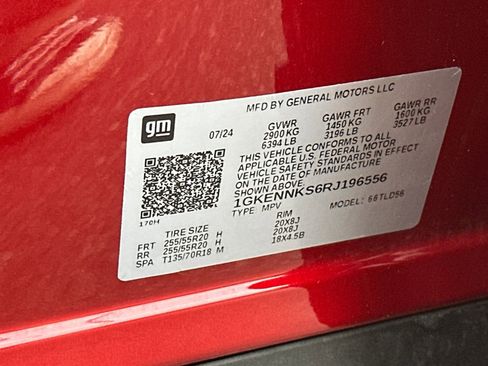 gm
MFD BY GENERAL MOTORS LLC
07/24 GVWR GAWR FRT GAWR RR
2900 KG 1450 KG 1600 KG
6394 LB 3196 LB 3527 LB
THIS VEHICLE CONFORMS TO ALL
APPLICABLE U.S. FEDERAL MOTOR
VEHICLE SAFETY STANDARDS IN EFFECT
ON THE DATE OF MANUFACTURE
SHOWN ABOVE.
1GKENNKS6RJ196556
TYPE: MPV MODEL: 66TLD56
170H
TIRE SIZE RIM
FRT 255/55R20 H 20X8J
RR 255/55R20 H 20X8J
SPA T135/70R18 M 18X4.5B